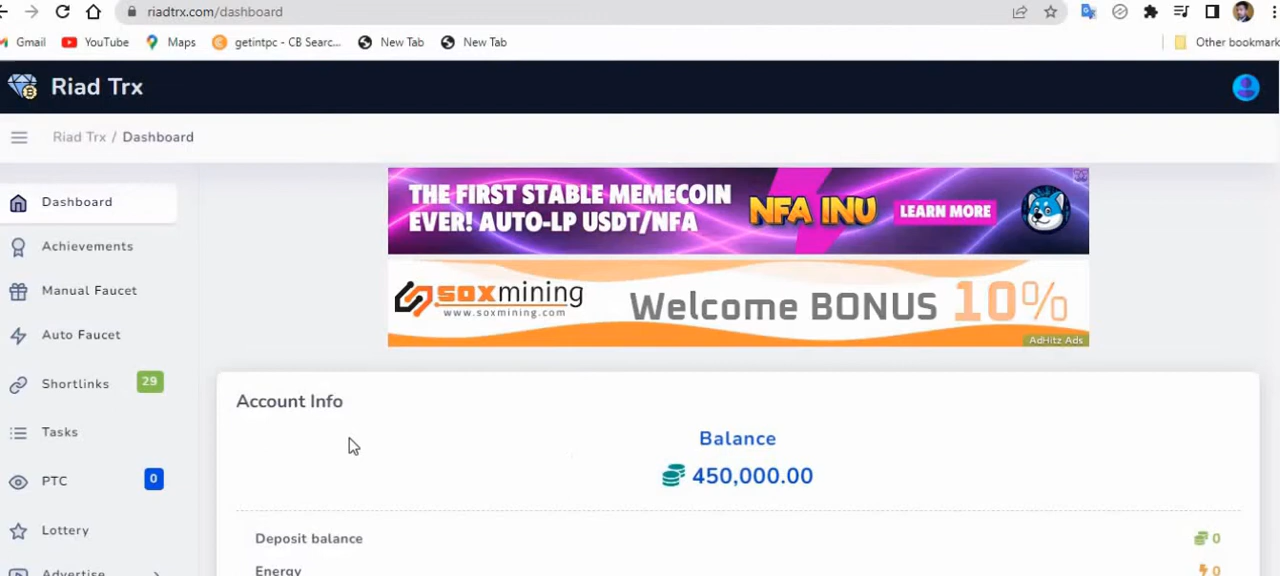 riadtrx.com/dashboard
Gmail YouTube Maps getintpc - CB Searc... New Tab New Tab Other bookmark
Riad Trx
Riad Trx / Dashboard
THE FIRST STABLE MEMECOIN
EVER! AUTO-LP USDT/NFA
NFA INU
LEARN MORE
soxmining
www.soxmining.com
Welcome BONUS 10%
AdHitz Ads
Dashboard
Achievements
Manual Faucet
Auto Faucet
Shortlinks 29
Tasks
PTC 0
Lottery
Advertise
Account Info
Balance
450,000.00
Deposit balance 0
Energy 0